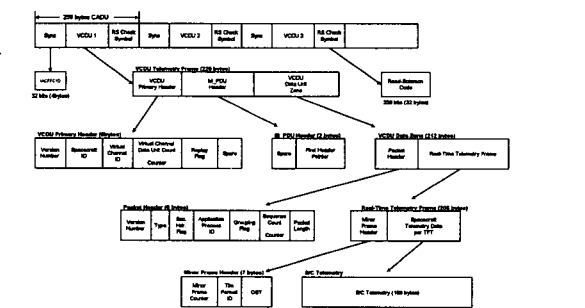 256 bytes CADU
Sync VCDU 1 RS Check Symbol Sync VCDU 2 RS Check Symbol Sync VCDU 3 RS Check Symbol
VCDU Telemetry Frame (220 bytes)
1ACFFC1D
VCDU Primary Header M_PDU Header VCDU Data Unit Zone
Reed-Solomon Code
32 bits (4bytes)
256 bits (32 bytes)
VCDU Primary Header (6bytes)
M_PDU Header (2 bytes)
VCDU Data Zone (212 bytes)
Version Number Spacecraft ID Virtual Channel ID Virtual Channel Data Unit Count Counter Replay Flag Spare
Spare First Header Pointer
Packet Header Real-Time Telemetry Frame
Packet Header (6 bytes)
Real-Time Telemetry Frame (206 bytes)
Version Number Type Sec. Hdr Flag Application Process ID Grouping Flag Sequence Count Counter Packet Length
Minor Frame Header Spacecraft Telemetry Data per TPT
Minor Frame Header (7 bytes)
S/C Telemetry
Minor Frame Counter Tlm Format ID OBT
S/C Telemetry (199 bytes)